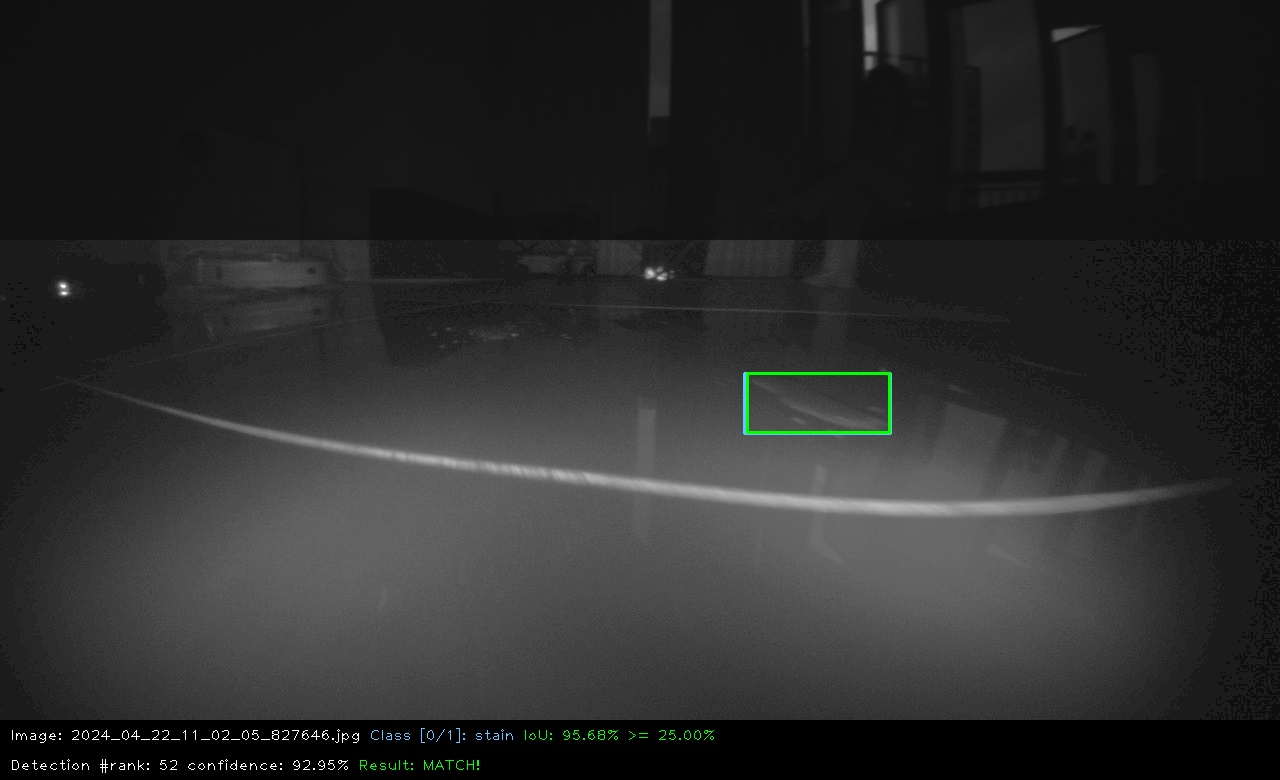 Image: 2024_04_22_11_02_05_827646.jpg Class [0/1]: stain IoU: 95.68% >= 25.00%
Detection #rank: 52 confidence: 92.95% Result: MATCH!